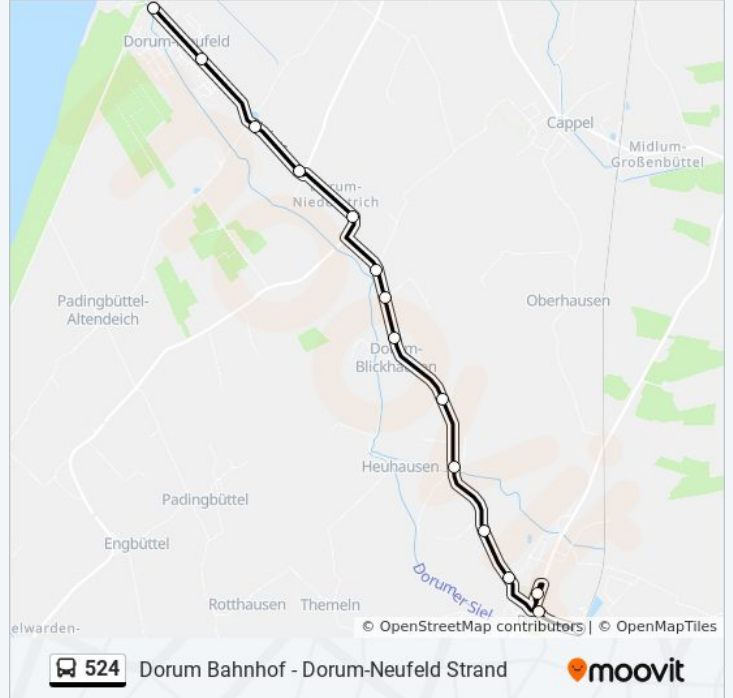 Dorum-Neufeld
Cappel
Midlum-
Großenbüttel
Dorum-
Niederstrich
Padingbüttel-
Altendeich
Oberhausen
Dorum-
Blickhausen
Heuhausen
Padingbüttel
Engbüttel
Dorumer Siel
Rotthausen
Themeln
elwarden-
© OpenStreetMap contributors | © OpenMapTiles
524 Dorum Bahnhof - Dorum-Neufeld Strand
moovit